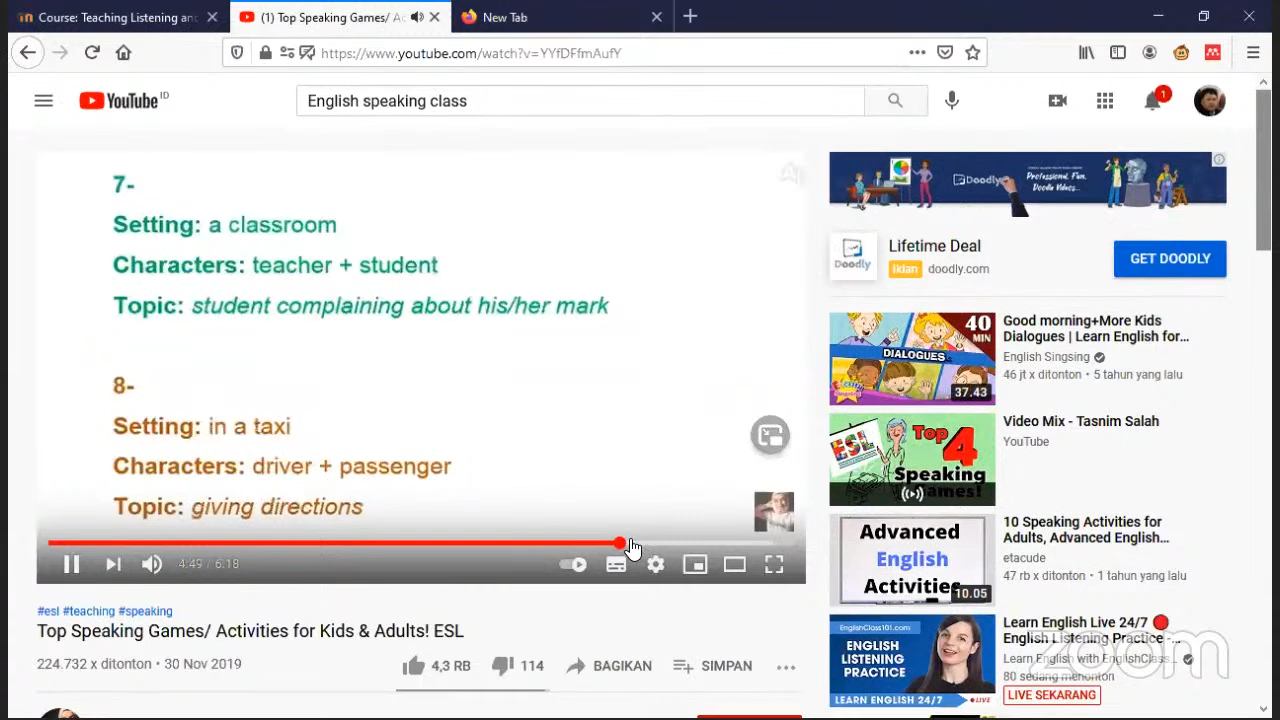 Course: Teaching Listening an
(1) Top Speaking Games/ Ac
New Tab
https://www.youtube.com/watch?v=YYfDFfmAufY
YouTube ID
English speaking class
1
7-
Setting: a classroom
Characters: teacher + student
Topic: student complaining about his/her mark
8-
Setting: in a taxi
Characters: driver + passenger
Topic: giving directions
4:49 / 6:18
#esl #teaching #speaking
Top Speaking Games/ Activities for Kids & Adults! ESL
224.732 x ditonton • 30 Nov 2019
4,3 RB
114
BAGIKAN
SIMPAN
Doodly
Professional, Fun,
Doodle Videos...
Doodly
Lifetime Deal
Iklan doodly.com
GET DOODLY
40
MIN
DIALOGUES
37.43
Good morning+More Kids
Dialogues | Learn English for...
English Singsing
46 jt x ditonton • 5 tahun yang lalu
ESL
Top
4
Speaking
Games!
Video Mix - Tasnim Salah
YouTube
Advanced
English
Activities
10.05
10 Speaking Activities for
Adults, Advanced English...
etacude
47 rb x ditonton • 1 tahun yang lalu
EnglishClass101.com
ENGLISH
LISTENING
PRACTICE
LEARN ENGLISH 24/7
LIVE
Learn English Live 24/7
English Listening Practice -...
Learn English with EnglishClass...
80 sedang menonton
LIVE SEKARANG
zoom